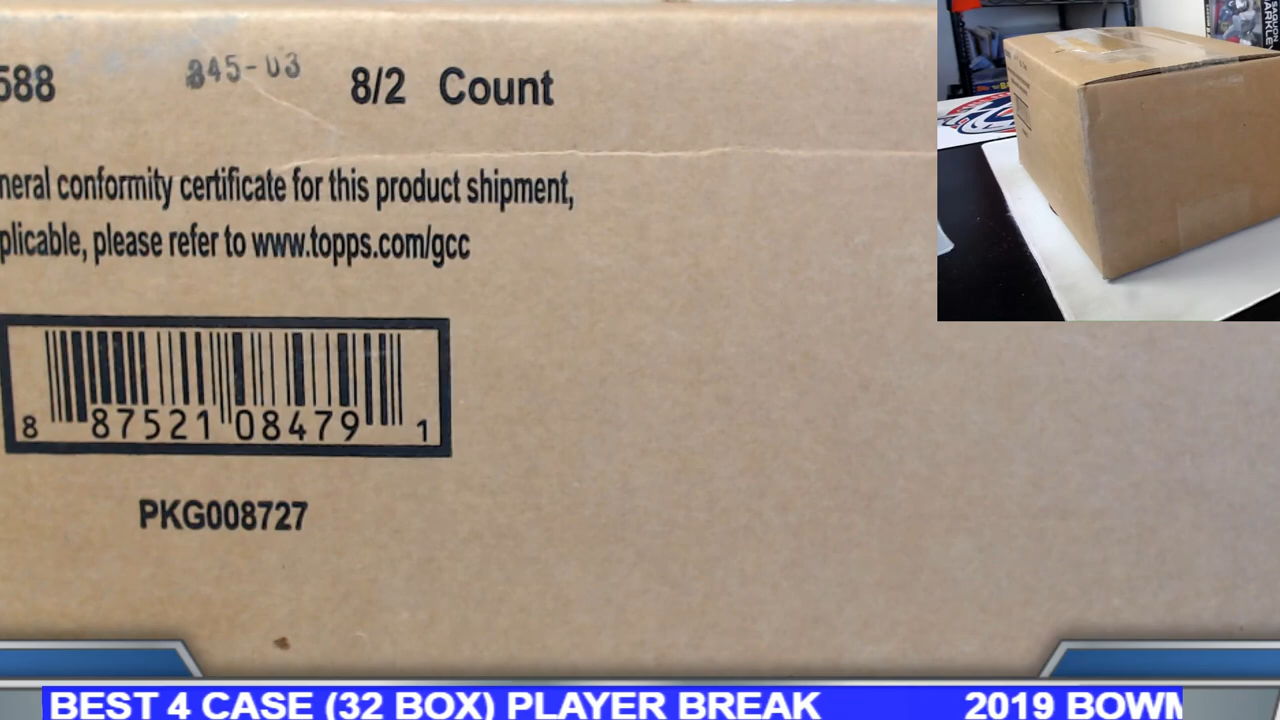 588 845-03 8/2 Count
neral conformity certificate for this product shipment,
plicable, please refer to www.topps.com/gcc
8 87521 08479 1
PKG008727
BEST 4 CASE (32 BOX) PLAYER BREAK 2019 BOWM